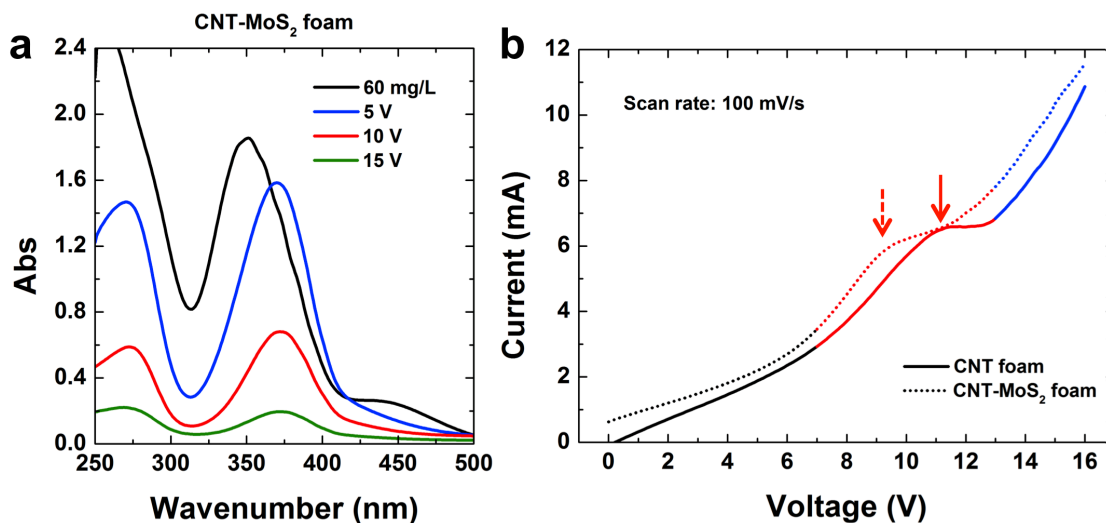 a
CNT-MoS₂ foam
2.4
2.0
1.6
1.2
0.8
0.4
0.0
Abs
60 mg/L
5 V
10 V
15 V
250 300 350 400 450 500
Wavenumber (nm)
b
12
10
8
6
4
2
0
Current (mA)
Scan rate: 100 mV/s
CNT foam
CNT-MoS₂ foam
0 2 4 6 8 10 12 14 16
Voltage (V)